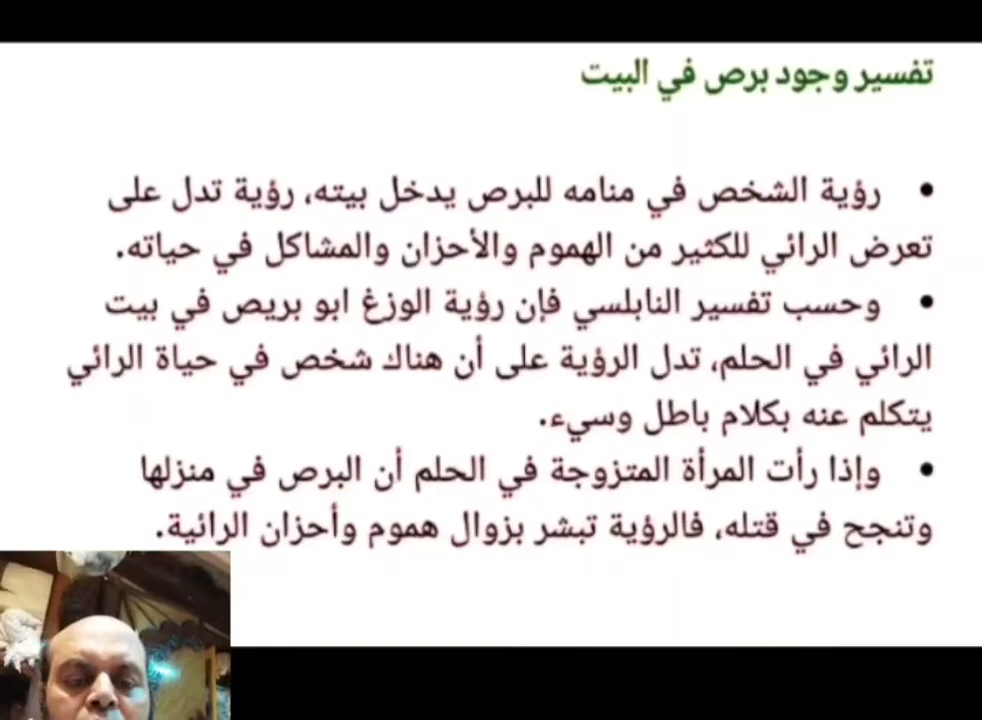 تفسير وجود برص في البيت
• رؤية الشخص في منامه للبرص يدخل بيته، رؤية تدل على
تعرض الرائي للكثير من الهموم والأحزان والمشاكل في حياته.
• وحسب تفسير النابلسي فإن رؤية الوزغ ابو بريص في بيت
الرائي في الحلم، تدل الرؤية على أن هناك شخص في حياة الرائي
يتكلم عنه بكلام باطل وسيء.
• وإذا رأت المرأة المتزوجة في الحلم أن البرص في منزلها
وتنجح في قتله، فالرؤية تبشر بزوال هموم وأحزان الرائية.